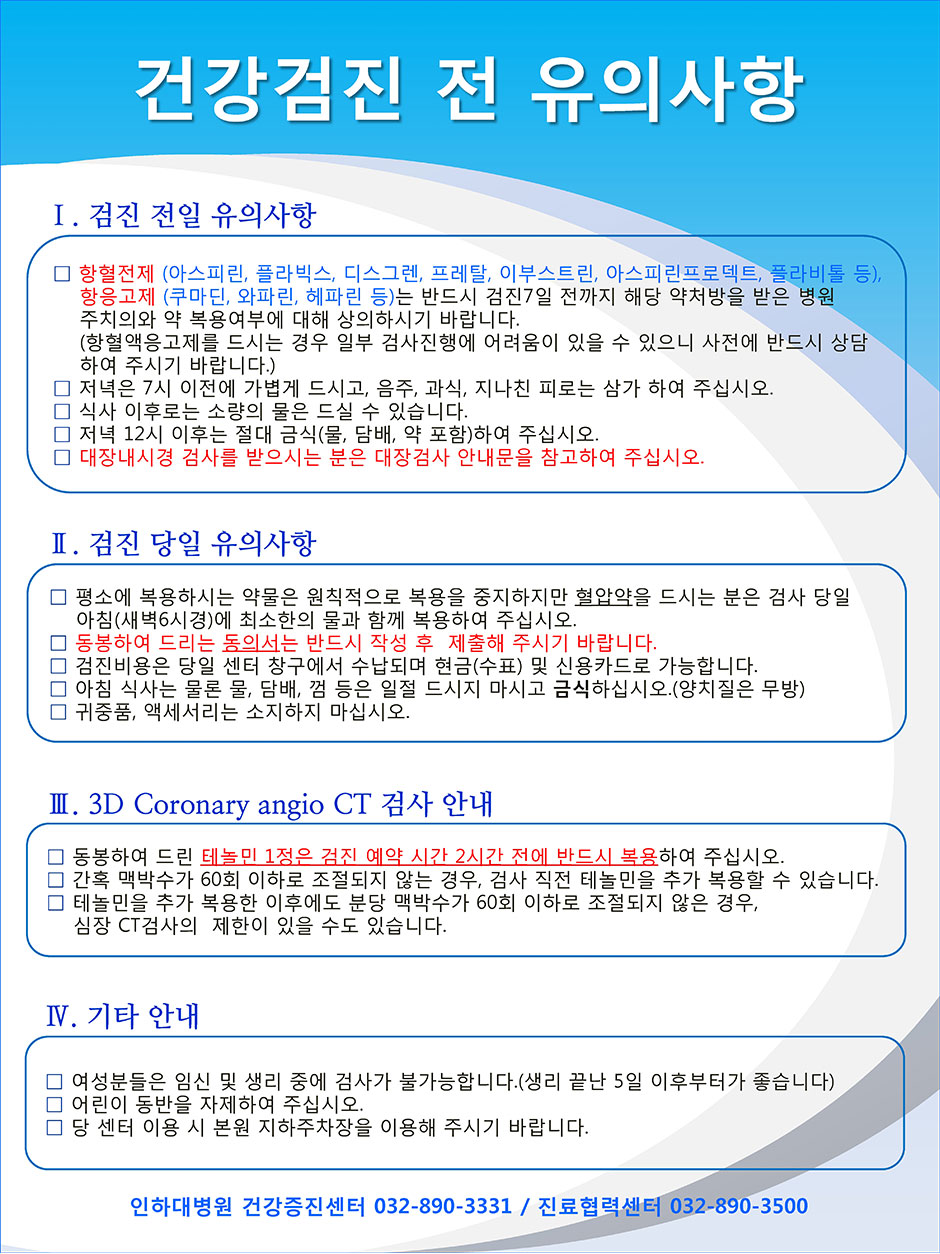 건강검진 전 유의사항
Ⅰ. 검진 전일 유의사항
□ 항혈전제 (아스피린, 플라빅스, 디스그렌, 프레탈, 이부스트린, 아스피린프로덱트, 플라비톨 등),
항응고제 (쿠마딘, 와파린, 헤파린 등)는 반드시 검진7일 전까지 해당 약처방을 받은 병원
주치의와 약 복용여부에 대해 상의하시기 바랍니다.
(항혈액응고제를 드시는 경우 일부 검사진행에 어려움이 있을 수 있으니 사전에 반드시 상담
하여 주시기 바랍니다.)
□ 저녁은 7시 이전에 가볍게 드시고, 음주, 과식, 지나친 피로는 삼가 하여 주십시오.
□ 식사 이후로는 소량의 물은 드실 수 있습니다.
□ 저녁 12시 이후는 절대 금식(물, 담배, 약 포함)하여 주십시오.
□ 대장내시경 검사를 받으시는 분은 대장검사 안내문을 참고하여 주십시오.
Ⅱ. 검진 당일 유의사항
□ 평소에 복용하시는 약물은 원칙적으로 복용을 중지하지만 혈압약을 드시는 분은 검사 당일
아침(새벽6시경)에 최소한의 물과 함께 복용하여 주십시오.
□ 동봉하여 드리는 동의서는 반드시 작성 후 제출해 주시기 바랍니다.
□ 검진비용은 당일 센터 창구에서 수납되며 현금(수표) 및 신용카드로 가능합니다.
□ 아침 식사는 물론 물, 담배, 껌 등은 일절 드시지 마시고 금식하십시오.(양치질은 무방)
□ 귀중품, 액세서리는 소지하지 마십시오.
Ⅲ. 3D Coronary angio CT 검사 안내
□ 동봉하여 드린 테놀민 1정은 검진 예약 시간 2시간 전에 반드시 복용하여 주십시오.
□ 간혹 맥박수가 60회 이하로 조절되지 않는 경우, 검사 직전 테놀민을 추가 복용할 수 있습니다.
□ 테놀민을 추가 복용한 이후에도 분당 맥박수가 60회 이하로 조절되지 않은 경우,
심장 CT검사의 제한이 있을 수도 있습니다.
Ⅳ. 기타 안내
□ 여성분들은 임신 및 생리 중에 검사가 불가능합니다.(생리 끝난 5일 이후부터가 좋습니다)
□ 어린이 동반을 자제하여 주십시오.
□ 당 센터 이용 시 본원 지하주차장을 이용해 주시기 바랍니다.
인하대병원 건강증진센터 032-890-3331 / 진료협력센터 032-890-3500